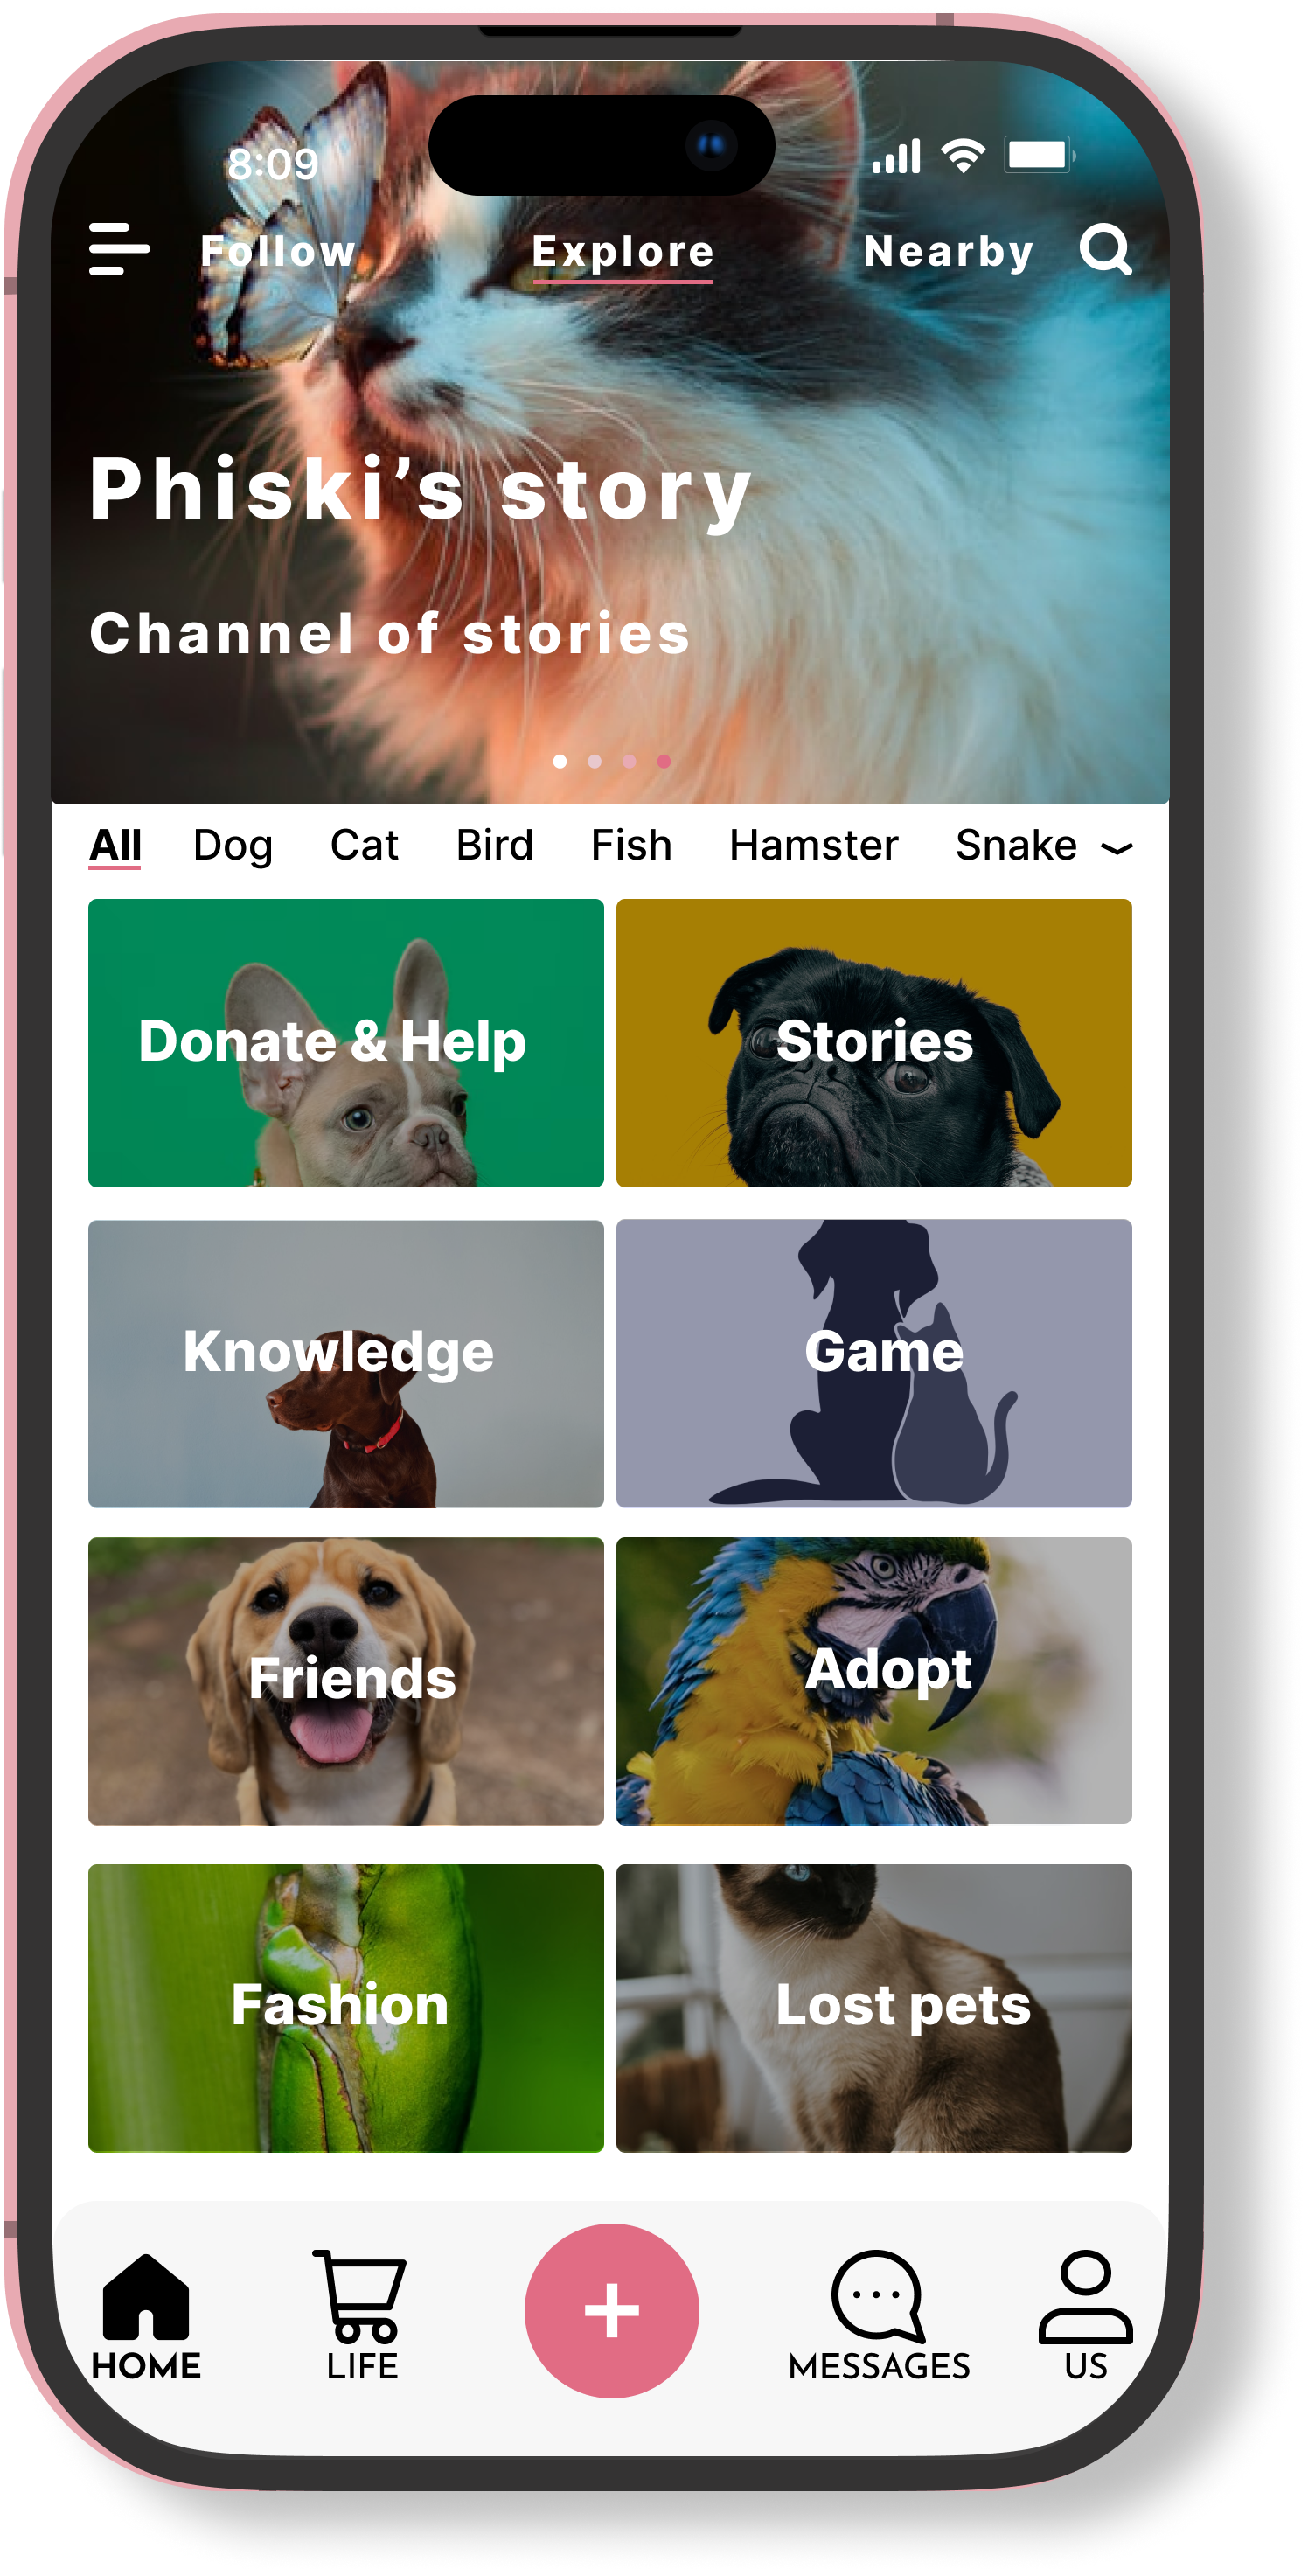 8:09
Follow Explore Nearby
Phiski’s story
Channel of stories
All Dog Cat Bird Fish Hamster Snake
Donate & Help Stories
Knowledge Game
Friends Adopt
Fashion Lost pets
HOME LIFE + MESSAGES US